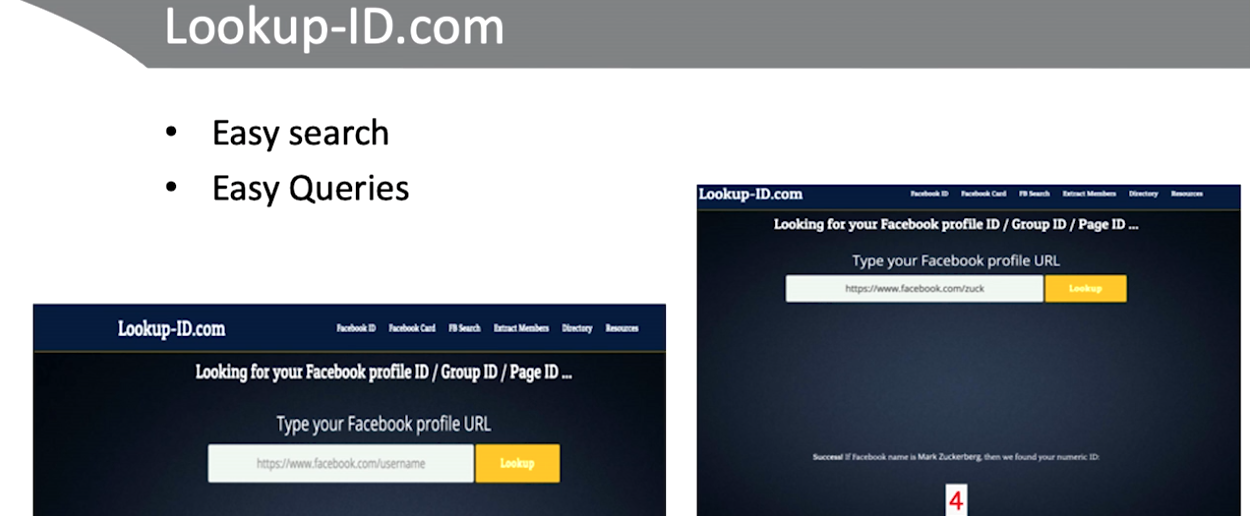 Lookup-ID.com
• Easy search
• Easy Queries
Lookup-ID.com
Facebook ID Facebook Card FB Search Extract Members Directory Resources
Looking for your Facebook profile ID / Group ID / Page ID ...
Type your Facebook profile URL
https://www.facebook.com/username Lookup
Lookup-ID.com
Facebook ID Facebook Card FB Search Extract Members Directory Resources
Looking for your Facebook profile ID / Group ID / Page ID ...
Type your Facebook profile URL
https://www.facebook.com/zuck Lookup
Success! If Facebook name is Mark Zuckerberg, then we found your numeric ID:
4